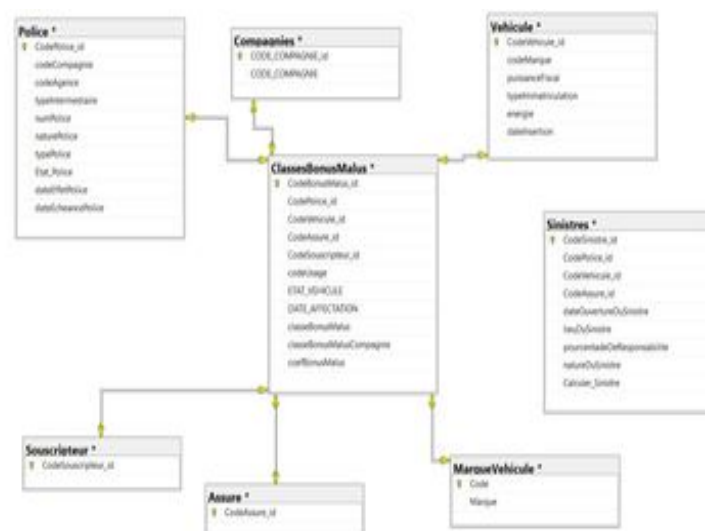 Police *
CodePolice_id
codeCompagnie
codeAgence
typeIntermediaire
numPolice
naturePolice
typePolice
Etat_Police
dateEffetPolice
dateEcheancePolice
Compagnies *
CODE_COMPAGNIE_id
CODE_COMPAGNIE
Vehicule *
CodeVehicule_id
codeMarque
puissanceFiscal
typeImmatriculation
energie
dateInsertion
ClassesBonusMalus *
CodeBonusMalus_id
CodePolice_id
CodeVehicule_id
CodeAssure_id
CodeSouscripteur_id
codeUsage
ETAT_VEHICULE
DATE_AFFECTATION
classeBonusMalus
classeBonusMalusCompagnie
coefBonusMalus
Sinistres *
CodeSinistre_id
CodePolice_id
CodeVehicule_id
CodeAssure_id
dateOuvertureDuSinistre
lieuDuSinistre
pourcentadeDeResponsabilite
natureDuSinistre
Calculer_Sinistre
Souscripteur *
CodeSouscripteur_id
Assure *
CodeAssure_id
MarqueVehicule *
Code
Marque